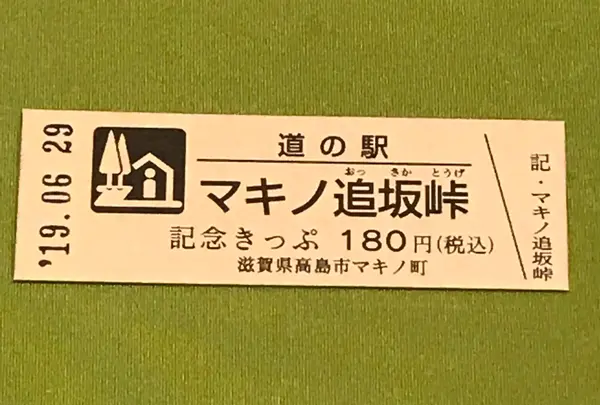 '19.06 29
道の駅
おっ さか とうげ
マキノ追坂峠
記念きっぷ 180円(税込)
滋賀県高島市マキノ町
記・マキノ追坂峠